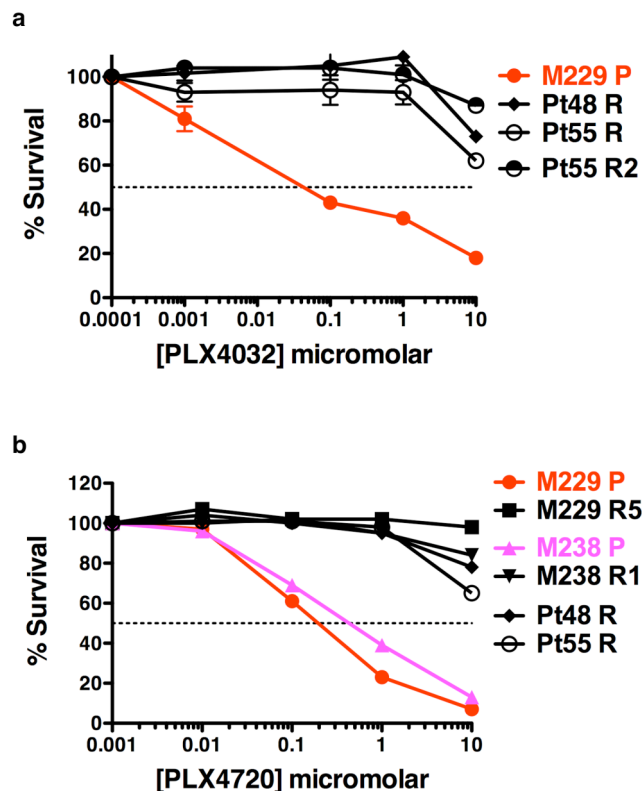 a
% Survival
100
80
60
40
20
0
0.0001
0.001
0.1
1
10
[PLX4032] micromolar
M229 P
Pt48 R
Pt55 R
Pt55 R2
b
% Survival
120
100
80
60
40
20
0
0.001
0.01
0.1
1
10
[PLX4720] micromolar
M229 P
M229 R5
M238 P
M238 R1
Pt48 R
Pt55 R